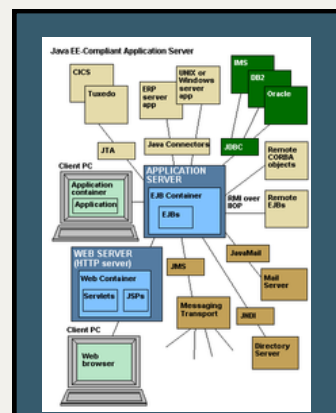 Java EE-Compliant Application Server
CICS
Tuxedo
ERP
server
app
UNIX or
Windows
server
app
IMS
DB2
Oracle
JTA
Java Connectors
JDBC
Client PC
Application
container
Application
APPLICATION
SERVER
EJB Container
EJBs
Remote
CORBA
objects
RMI over
IIOP
Remote
EJBs
WEB SERVER
(HTTP server)
Web Container
Servlets
JSPs
JMS
JavaMail
Mail
Server
Messaging
Transport
JNDI
Directory
Server
Client PC
Web
browser